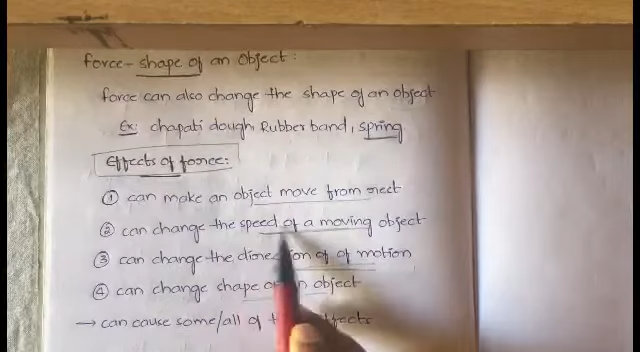 force - shape of an object:
force can also change the shape of an object
Ex: chapati dough Rubber band, spring
Effects of force:
① can make an object move from rect
② can change the speed of a moving object
③ can change the direction of of motion
④ can change shape of an object
→ can cause some/all of effects